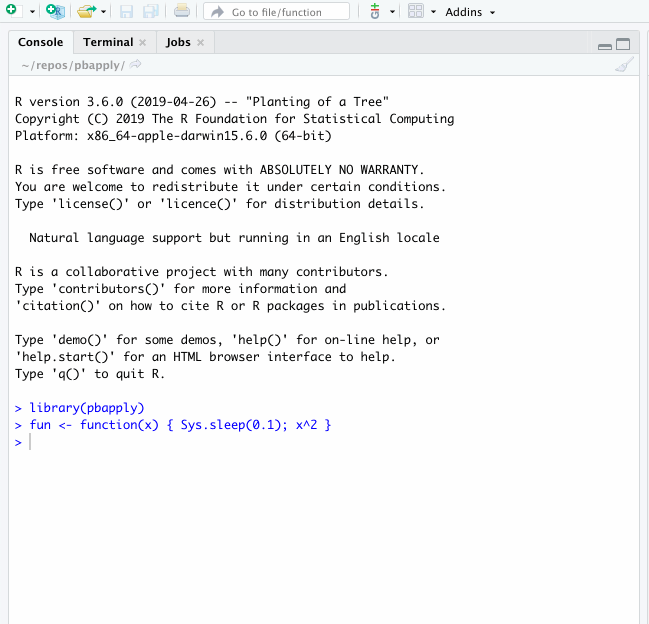 Go to file/function
Addins
Console
Terminal
Jobs
~/repos/pbapply/
R version 3.6.0 (2019-04-26) -- "Planting of a Tree"
Copyright (C) 2019 The R Foundation for Statistical Computing
Platform: x86_64-apple-darwin15.6.0 (64-bit)
R is free software and comes with ABSOLUTELY NO WARRANTY.
You are welcome to redistribute it under certain conditions.
Type 'license()' or 'licence()' for distribution details.
Natural language support but running in an English locale
R is a collaborative project with many contributors.
Type 'contributors()' for more information and
'citation()' on how to cite R or R packages in publications.
Type 'demo()' for some demos, 'help()' for on-line help, or
'help.start()' for an HTML browser interface to help.
Type 'q()' to quit R.
> library(pbapply)
> fun <- function(x) { Sys.sleep(0.1); x^2 }
>